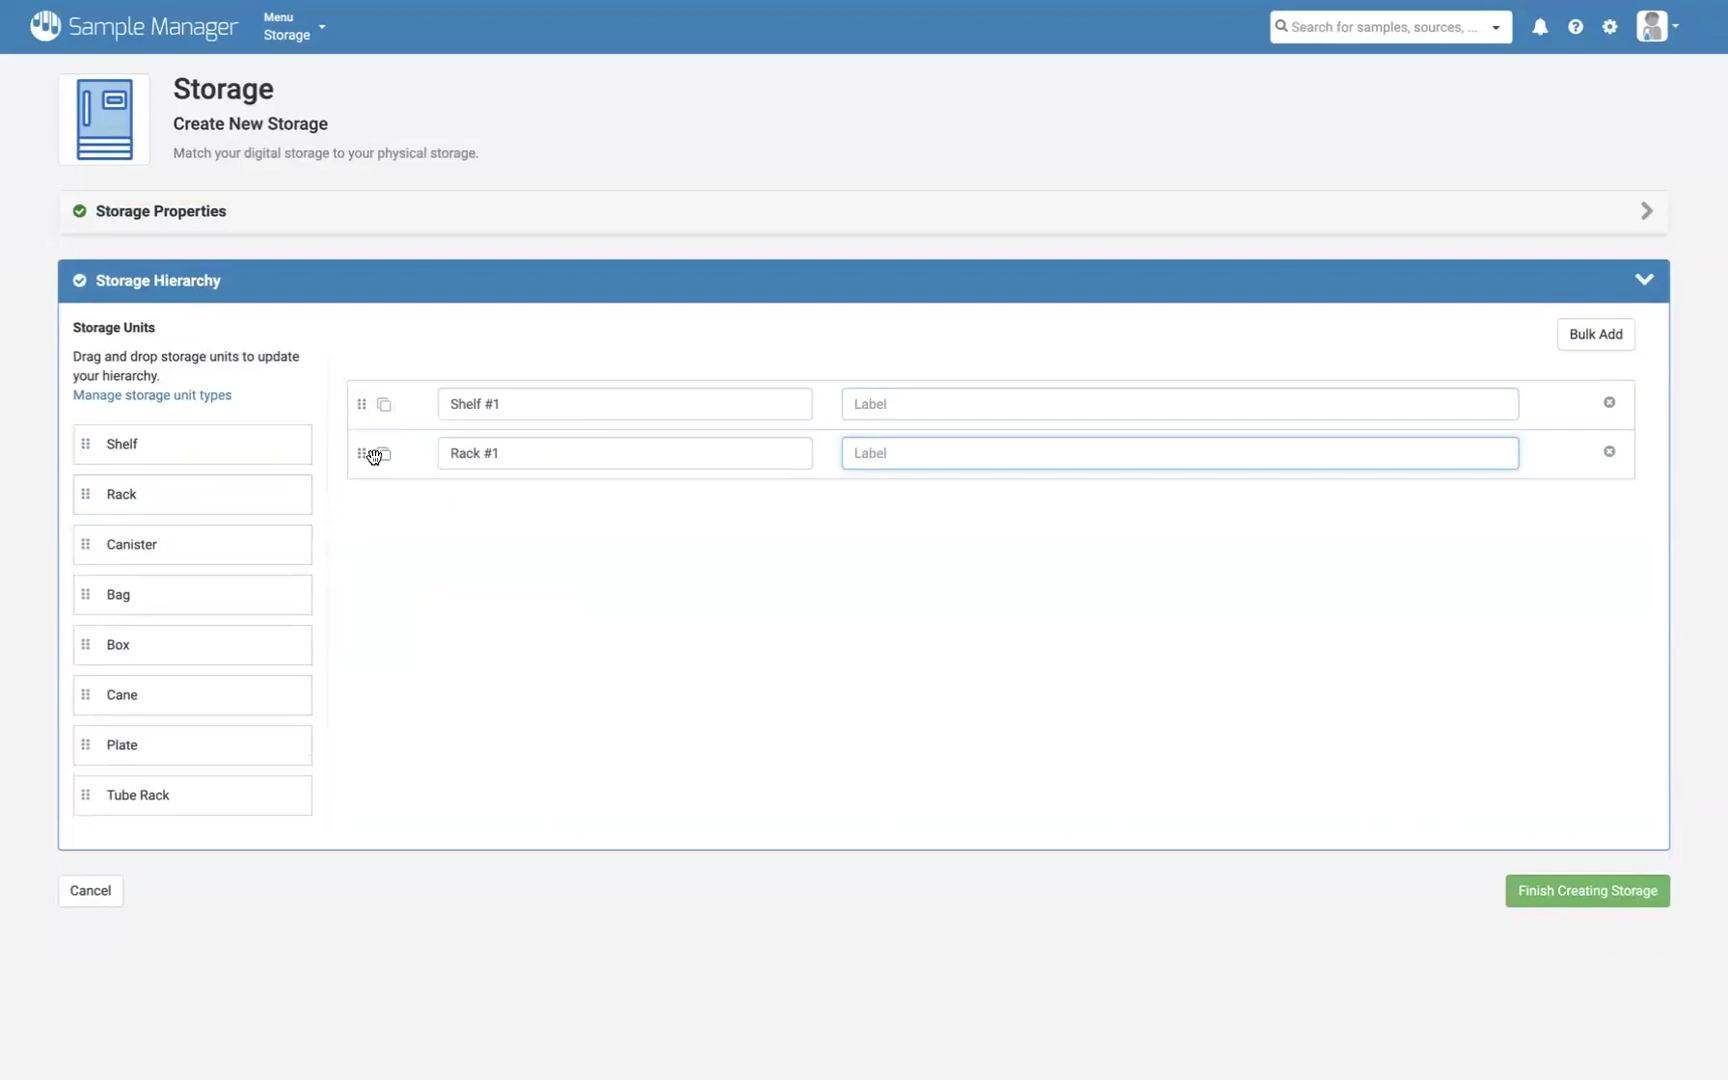 Sample Manager
Menu
Storage
Search for samples, sources, ...
Storage
Create New Storage
Match your digital storage to your physical storage.
Storage Properties
Storage Hierarchy
Storage Units
Drag and drop storage units to update
your hierarchy.
Manage storage unit types
Bulk Add
Shelf #1
Label
Rack #1
Label
Shelf
Rack
Canister
Bag
Box
Cane
Plate
Tube Rack
Cancel
Finish Creating Storage